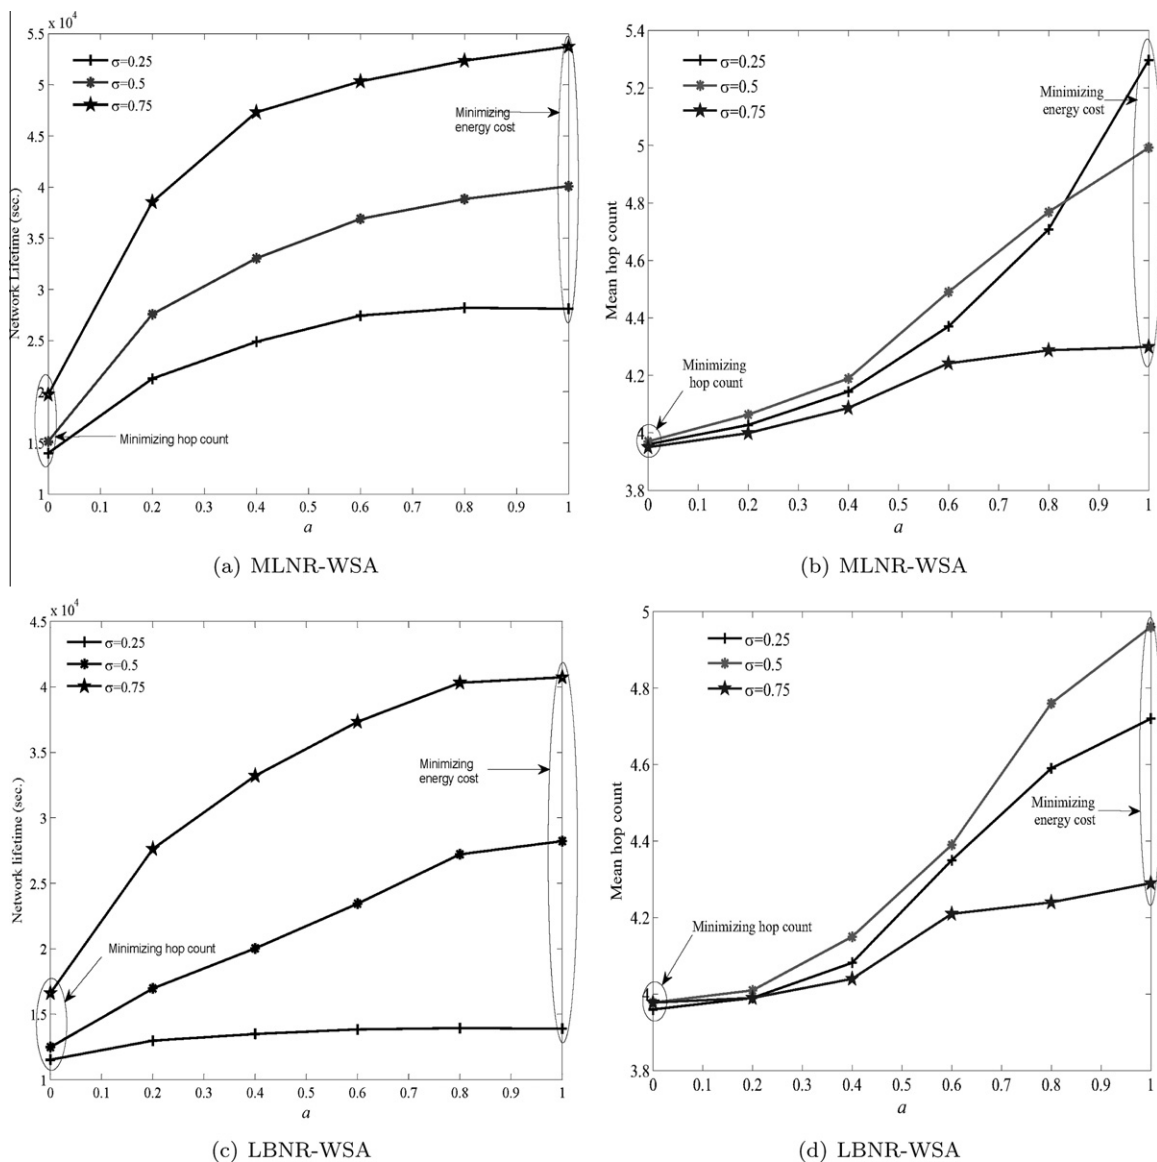 x 10⁴
5.5
5
4.5
4
3.5
3
2.5
2
1.5
1
Network Lifetime (sec.)
σ=0.25
σ=0.5
σ=0.75
Minimizing
energy cost
Minimizing hop count
0 0.1 0.2 0.3 0.4 0.5 0.6 0.7 0.8 0.9 1
a
(a) MLNR-WSA
5.4
5.2
5
4.8
4.6
4.4
4.2
4
3.8
Mean hop count
σ=0.25
σ=0.5
σ=0.75
Minimizing
energy cost
Minimizing
hop count
0 0.1 0.2 0.3 0.4 0.5 0.6 0.7 0.8 0.9 1
a
(b) MLNR-WSA
x 10⁴
4.5
4
3.5
3
2.5
2
1.5
1
Network lifetime (sec.)
σ=0.25
σ=0.5
σ=0.75
Minimizing
energy cost
Minimizing hop count
0 0.1 0.2 0.3 0.4 0.5 0.6 0.7 0.8 0.9 1
a
(c) LBNR-WSA
5
4.8
4.6
4.4
4.2
4
3.8
Mean hop count
σ=0.25
σ=0.5
σ=0.75
Minimizing
energy cost
Minimizing hop count
0 0.1 0.2 0.3 0.4 0.5 0.6 0.7 0.8 0.9 1
a
(d) LBNR-WSA